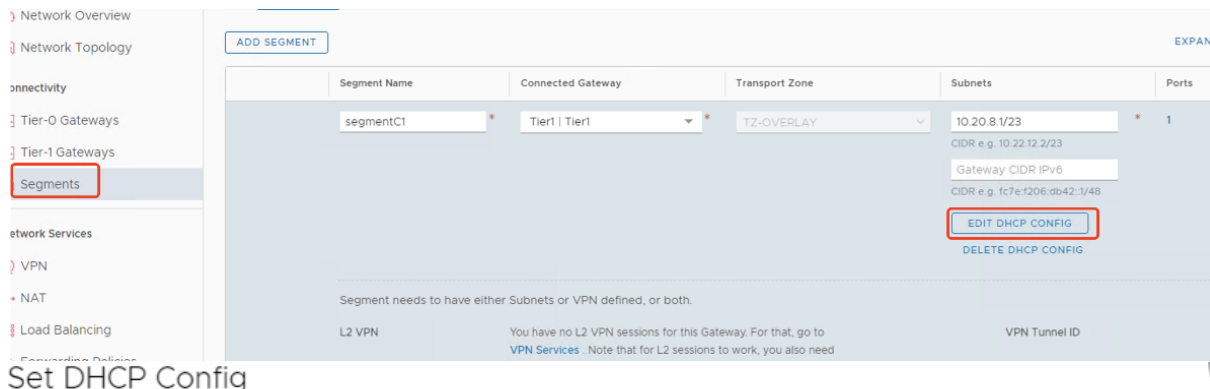 Network Overview
Network Topology
onnectivity
Tier-0 Gateways
Tier-1 Gateways
Segments
etwork Services
VPN
NAT
Load Balancing
Forwarding Policies
ADD SEGMENT
EXPAN
Segment Name Connected Gateway Transport Zone Subnets Ports
segmentC1 * Tier1 | Tier1 * TZ-OVERLAY 10.20.8.1/23 * 1
CIDR e.g. 10.22.12.2/23
Gateway CIDR IPv6
CIDR e.g. fc7e:f206:db42::1/48
EDIT DHCP CONFIG
DELETE DHCP CONFIG
Segment needs to have either Subnets or VPN defined, or both.
L2 VPN You have no L2 VPN sessions for this Gateway. For that, go to VPN Tunnel ID
VPN Services . Note that for L2 sessions to work, you also need
Set DHCP Config